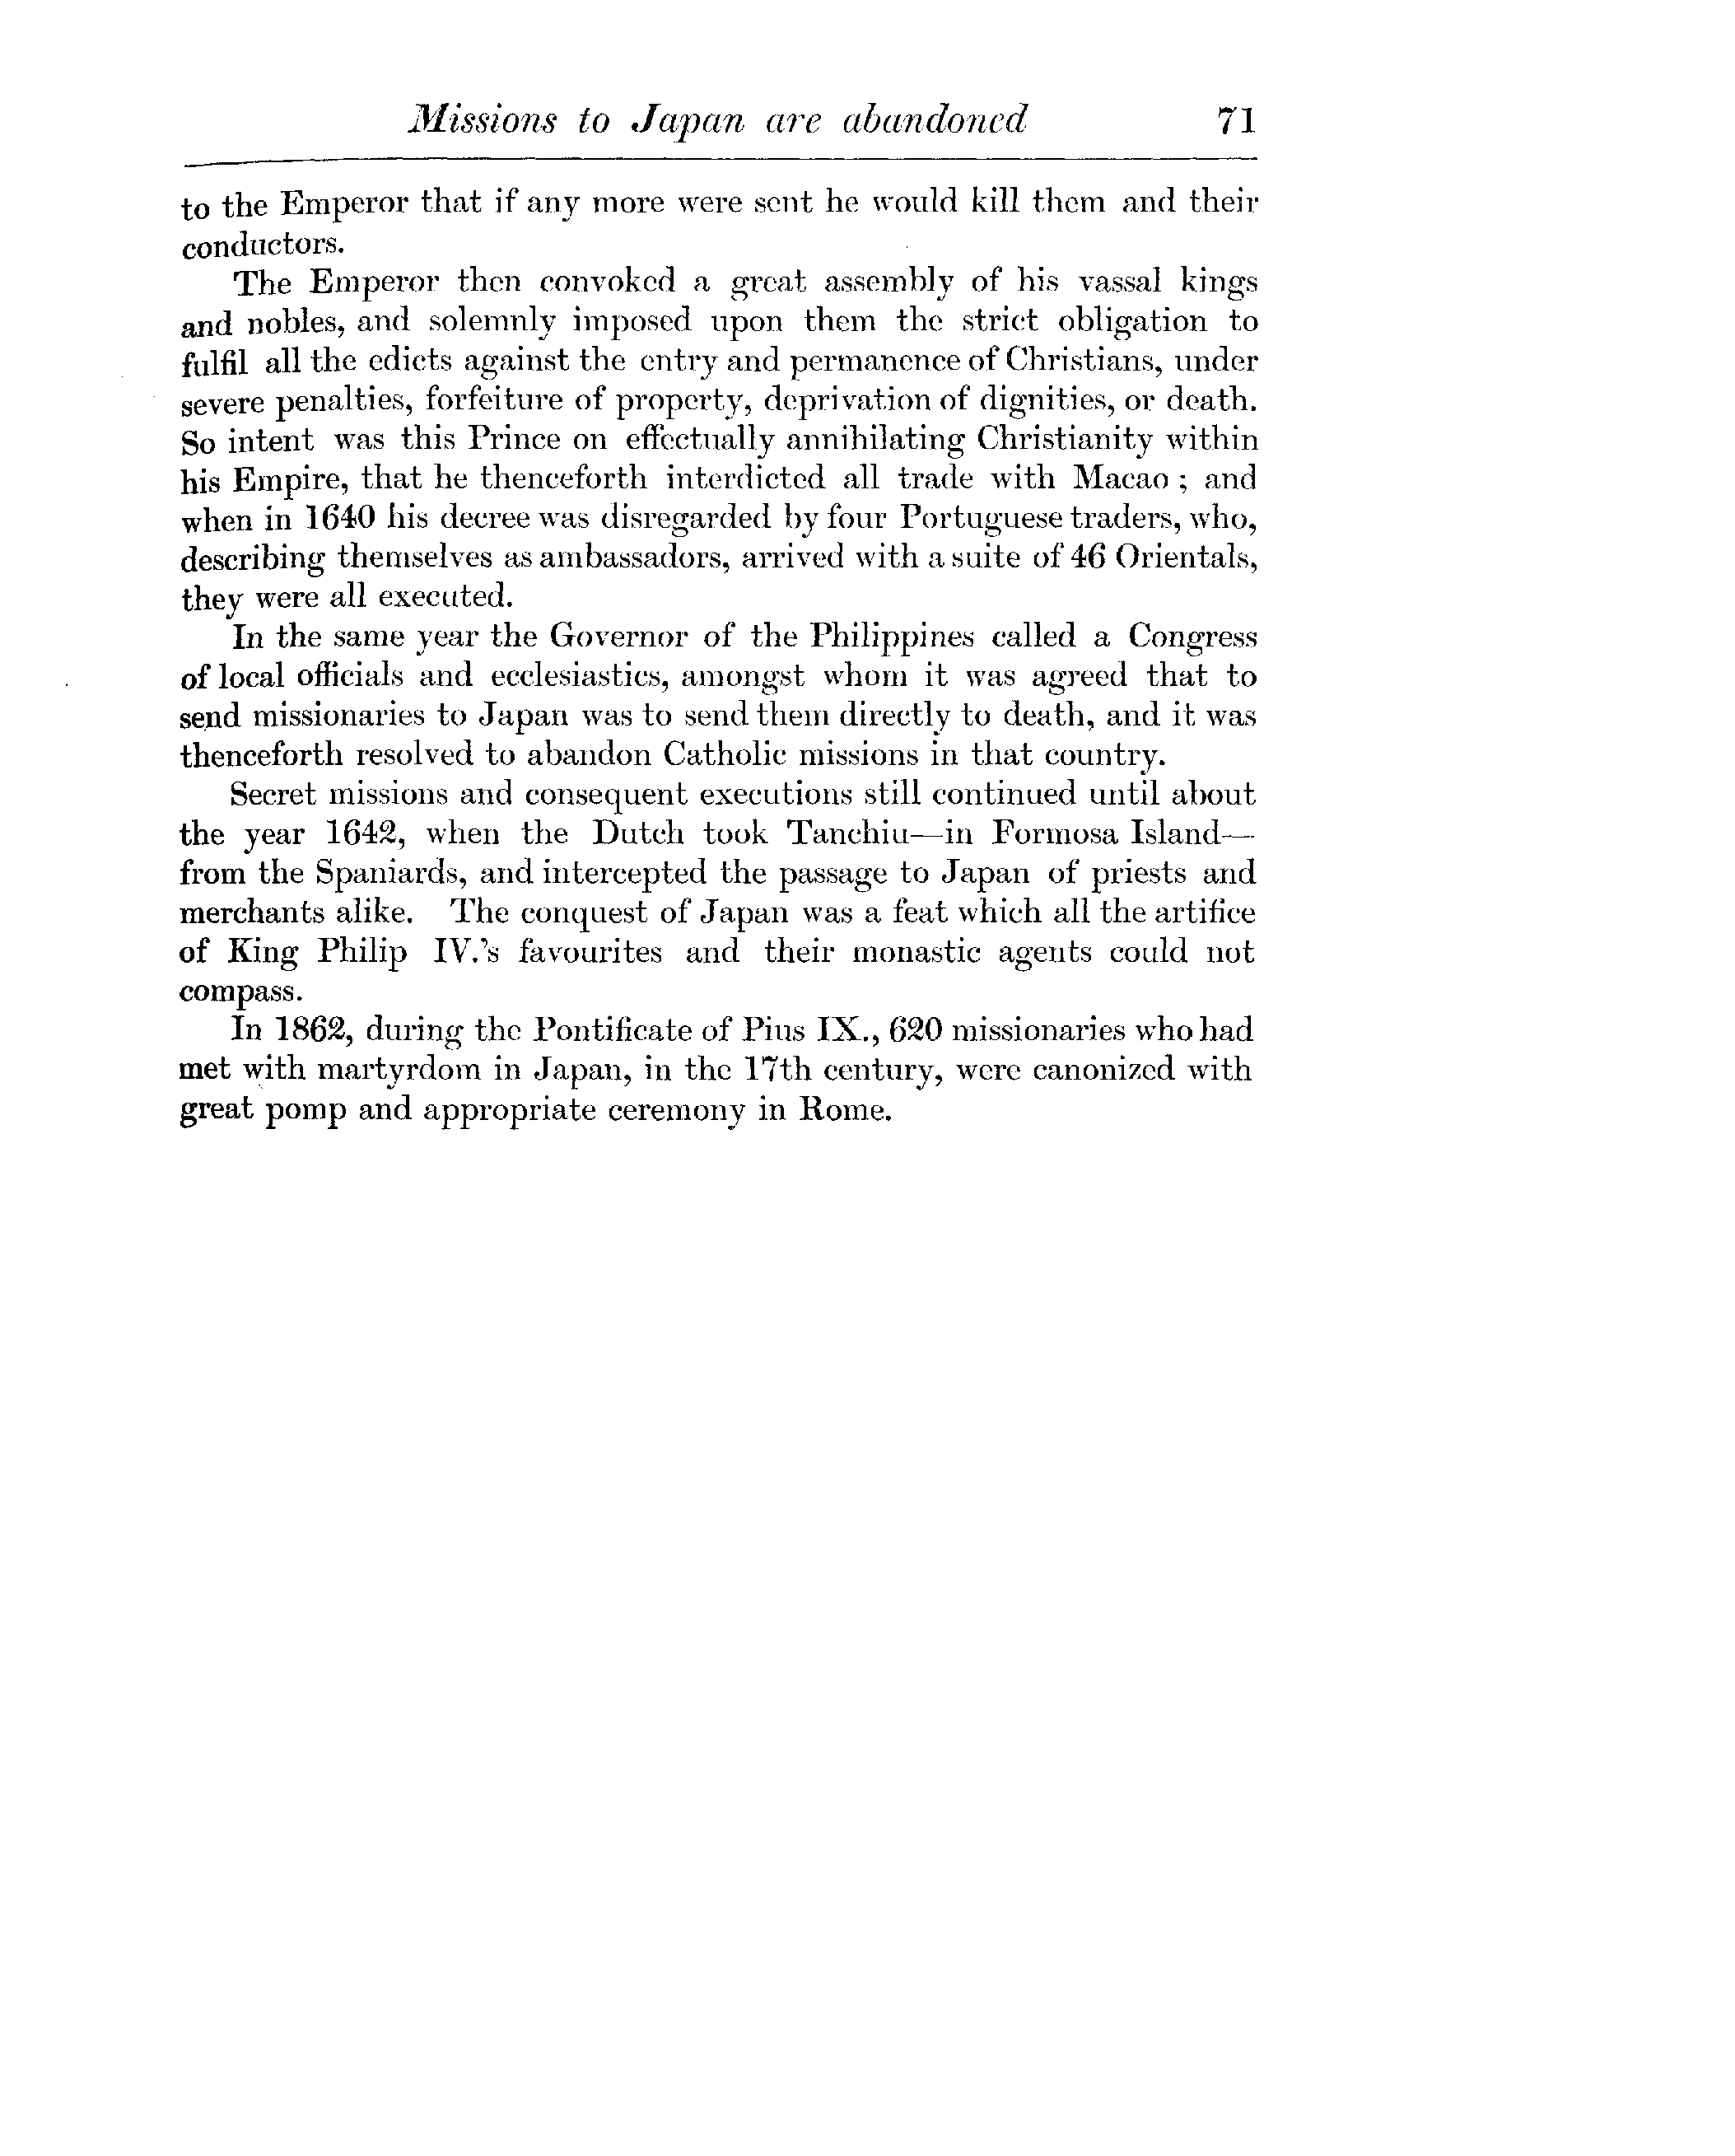 Missions to Japan are abandoned 71
to the Emperor that if any more were sent he would kill them and their
conductors.
The Emperor then convoked a great assembly of his vassal kings
and nobles, and solemnly imposed upon them the strict obligation to
fulfil all the edicts against the entry and permanence of Christians, under
severe penalties, forfeiture of property, deprivation of dignities, or death.
So intent was this Prince on effectually annihilating Christianity within
his Empire, that he thenceforth interdicted all trade with Macao ; and
when in 1640 his decree was disregarded by four Portuguese traders, who,
describing themselves as ambassadors, arrived with a suite of 46 Orientals,
they were all executed.
In the same year the Governor of the Philippines called a Congress
of local officials and ecclesiastics, amongst whom it was agreed that to
send missionaries to Japan was to send them directly to death, and it was
thenceforth resolved to abandon Catholic missions in that country.
Secret missions and consequent executions still continued until about
the year 1642, when the Dutch took Tanchiu—in Formosa Island—
from the Spaniards, and intercepted the passage to Japan of priests and
merchants alike. The conquest of Japan was a feat which all the artifice
of King Philip IV.'s favourites and their monastic agents could not
compass.
In 1862, during the Pontificate of Pius IX., 620 missionaries who had
met with martyrdom in Japan, in the 17th century, were canonized with
great pomp and appropriate ceremony in Rome.